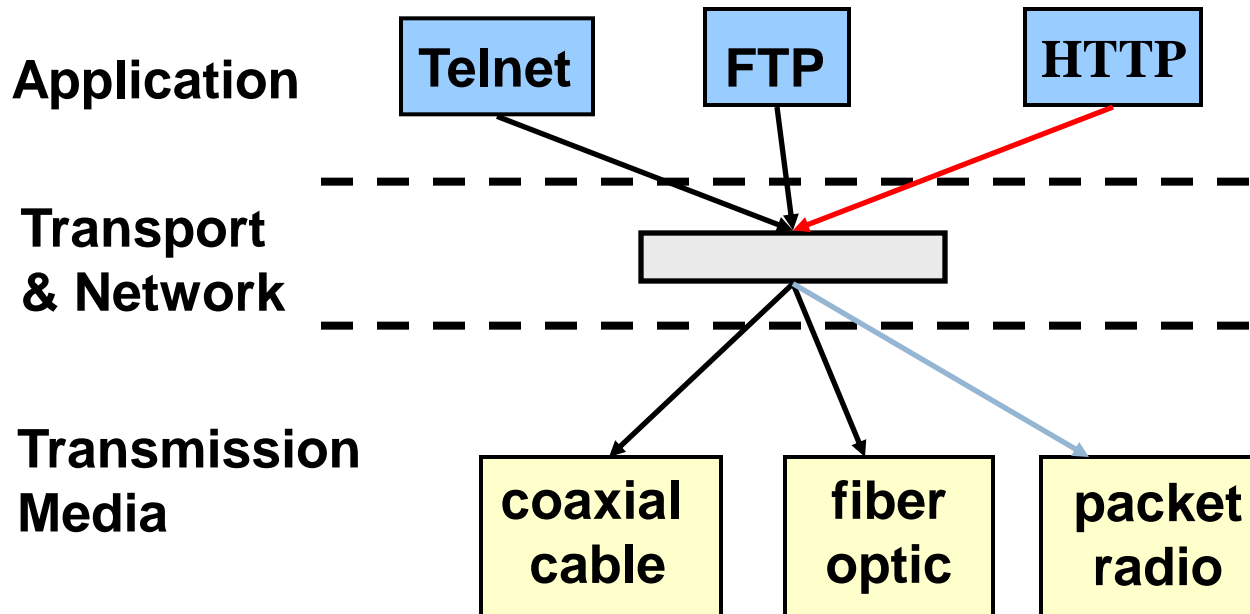 Application
Telnet
FTP
HTTP
Transport
& Network
Transmission
Media
coaxial
cable
fiber
optic
packet
radio